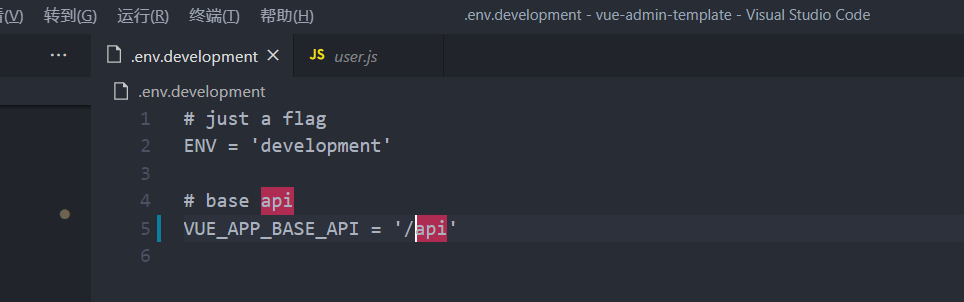 看(V) 转到(G) 运行(R) 终端(T) 帮助(H) .env.development - vue-admin-template - Visual Studio Code
··· .env.development × JS user.js
.env.development
1 # just a flag
2 ENV = 'development'
3
4 # base api
5 VUE_APP_BASE_API = '/api'
6